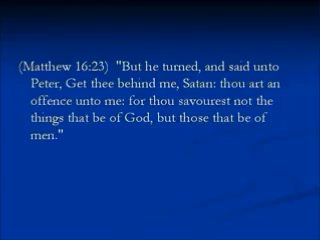 (Matthew 16:23)  "But he turned, and said unto
Peter, Get thee behind me, Satan: thou art an
offence unto me: for thou savourest not the
things that be of God, but those that be of
men."